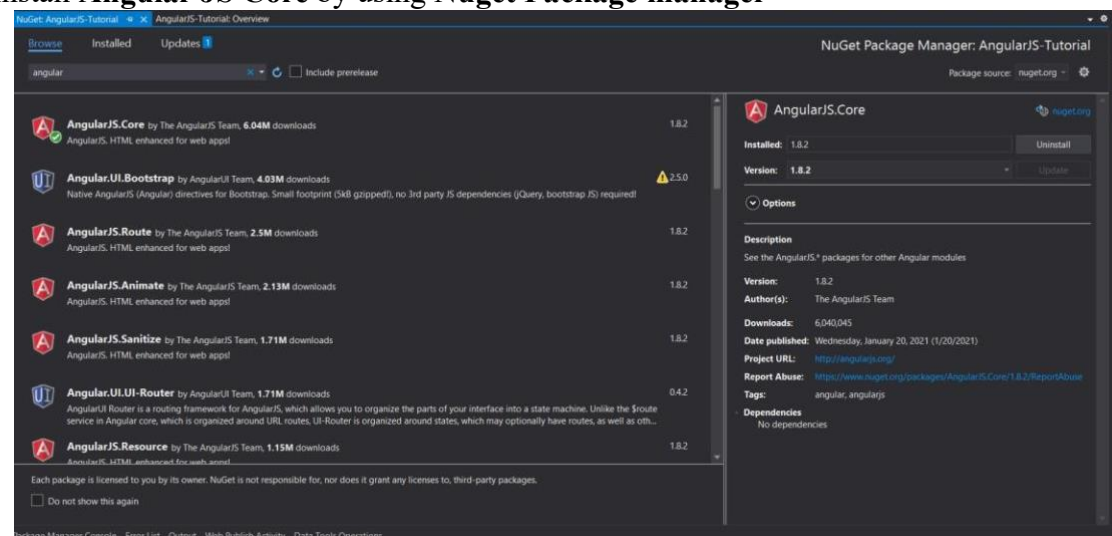 install Angular JS Core by using Nuget Package manager
NuGet: AngularJS-Tutorial AngularJS-Tutorial: Overview
Browse Installed Updates 1 NuGet Package Manager: AngularJS-Tutorial
angular Include prerelease Package source: nuget.org
AngularJS.Core by The AngularJS Team, 6.04M downloads 1.8.2
AngularJS. HTML enhanced for web apps!
Angular.UI.Bootstrap by AngularUI Team, 4.03M downloads 2.5.0
Native AngularJS (Angular) directives for Bootstrap. Small footprint (5kB gzipped!), no 3rd party JS dependencies (jQuery, bootstrap JS) required!
AngularJS.Route by The AngularJS Team, 2.5M downloads 1.8.2
AngularJS. HTML enhanced for web apps!
AngularJS.Animate by The AngularJS Team, 2.13M downloads 1.8.2
AngularJS. HTML enhanced for web apps!
AngularJS.Sanitize by The AngularJS Team, 1.71M downloads 1.8.2
AngularJS. HTML enhanced for web apps!
Angular.UI.UI-Router by AngularUI Team, 1.71M downloads 0.4.2
AngularUI Router is a routing framework for AngularJS, which allows you to organize the parts of your interface into a state machine. Unlike the $route
service in Angular core, which is organized around URL routes, UI-Router is organized around states, which may optionally have routes, as well as oth...
AngularJS.Resource by The AngularJS Team, 1.15M downloads 1.8.2
AngularJS. HTML enhanced for web apps!
Each package is licensed to you by its owner. NuGet is not responsible for, nor does it grant any licenses to, third-party packages.
Do not show this again
AngularJS.Core nuget.org
Installed: 1.8.2 Uninstall
Version: 1.8.2 Update
Options
Description
See the AngularJS.* packages for other Angular modules
Version: 1.8.2
Author(s): The AngularJS Team
Downloads: 6,040,045
Date published: Wednesday, January 20, 2021 (1/20/2021)
Project URL: http://angularjs.org/
Report Abuse: https://www.nuget.org/packages/AngularJS.Core/1.8.2/ReportAbuse
Tags: angular, angularjs
Dependencies
No dependencies
Package Manager Console Error List Output Web Publish Activity Data Tools Operations